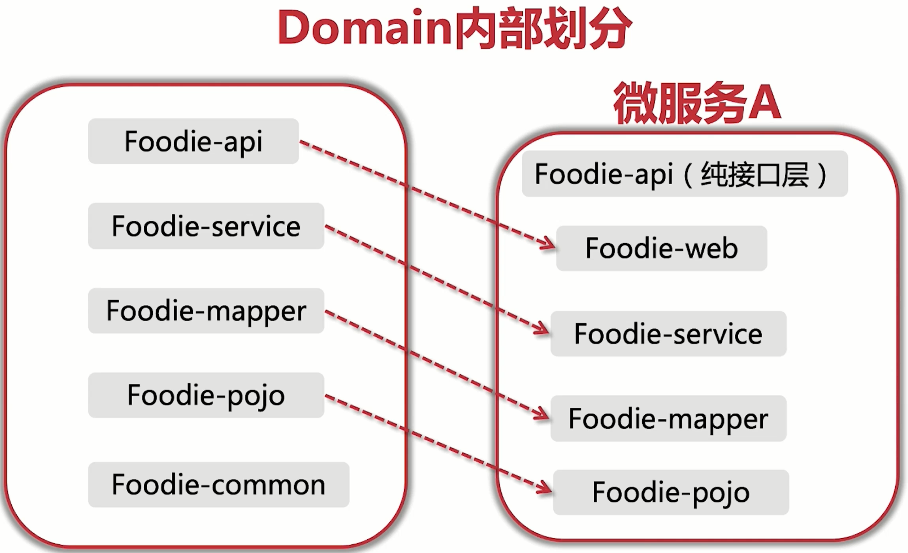 Domain内部划分
Foodie-api
Foodie-service
Foodie-mapper
Foodie-pojo
Foodie-common
微服务A
Foodie-api（纯接口层）
Foodie-web
Foodie-service
Foodie-mapper
Foodie-pojo